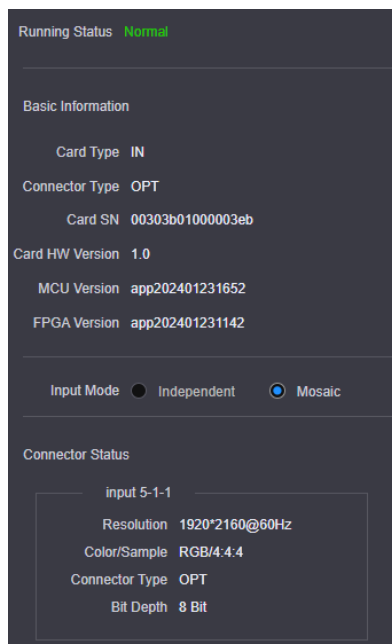 Running Status Normal
Basic Information
Card Type IN
Connector Type OPT
Card SN 00303b01000003eb
Card HW Version 1.0
MCU Version app202401231652
FPGA Version app202401231142
Input Mode Independent Mosaic
Connector Status
input 5-1-1
Resolution 1920*2160@60Hz
Color/Sample RGB/4:4:4
Connector Type OPT
Bit Depth 8 Bit